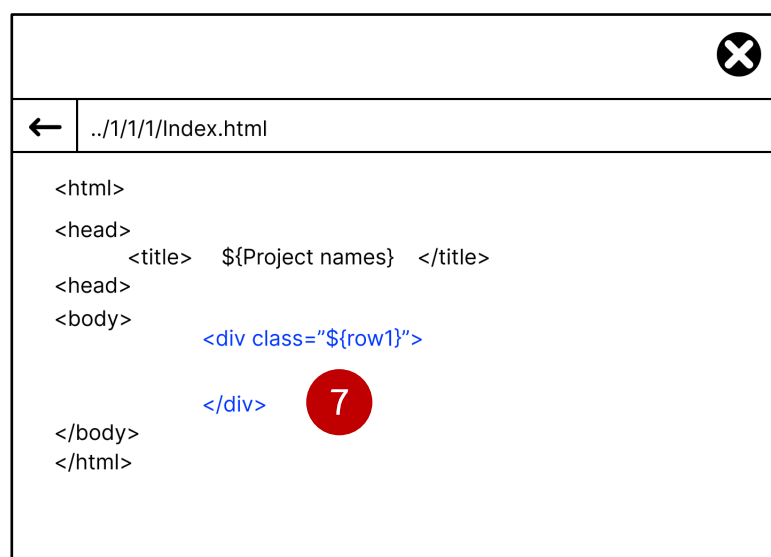 ../1/1/1/Index.html
<html>
<head>
<title> ${Project names} </title>
<head>
<body>
<div class=”${row1}”>
</div> 7
</body>
</html>